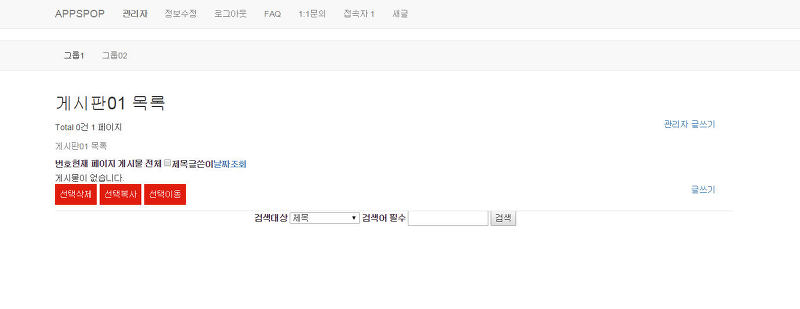 APPSPOP 관리자 정보수정 로그아웃 FAQ 1:1문의 접속자 1 새글
그룹1 그룹02
게시판01 목록
Total 0건 1 페이지
관리자 글쓰기
게시판01 목록
번호현재 페이지 게시물 전체 제목글쓴이날짜조회
게시물이 없습니다.
선택삭제 선택복사 선택이동 글쓰기
검색대상 제목 검색어 필수 검색